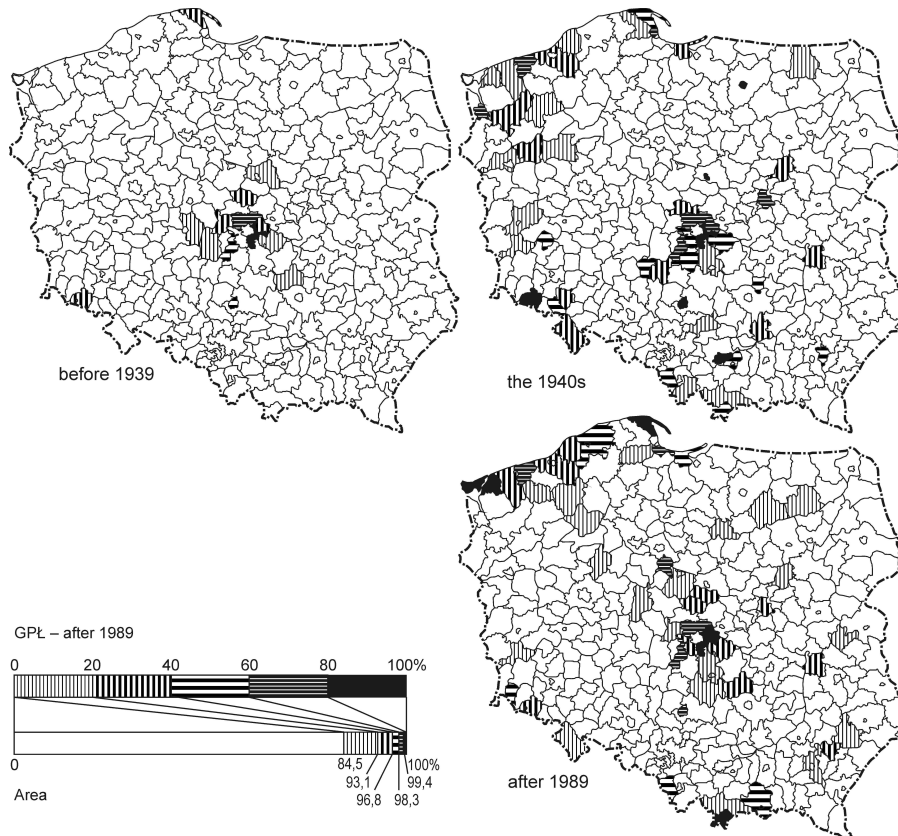 before 1939
the 1940s
after 1989
GPŁ – after 1989
0 20 40 60 80 100%
0 84,5 100%
93,1 99,4
96,8 98,3
Area